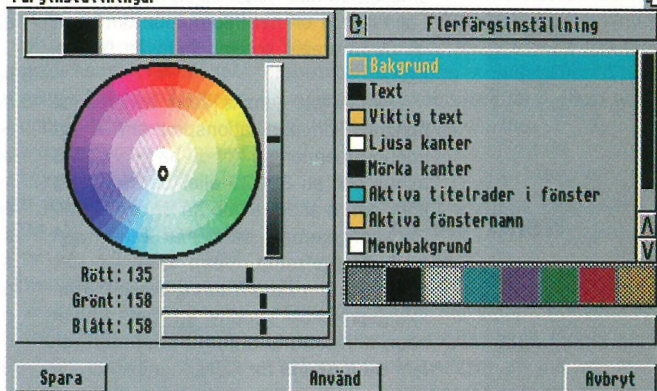 Färginställningar
Flerfärgsinställning
Bakgrund
Text
Viktig text
Ljusa kanter
Mörka kanter
Aktiva titelrader i fönster
Aktiva fönsternamn
Menybakgrund
Rött: 135
Grönt: 158
Blått: 158
Spara
Använd
Avbryt